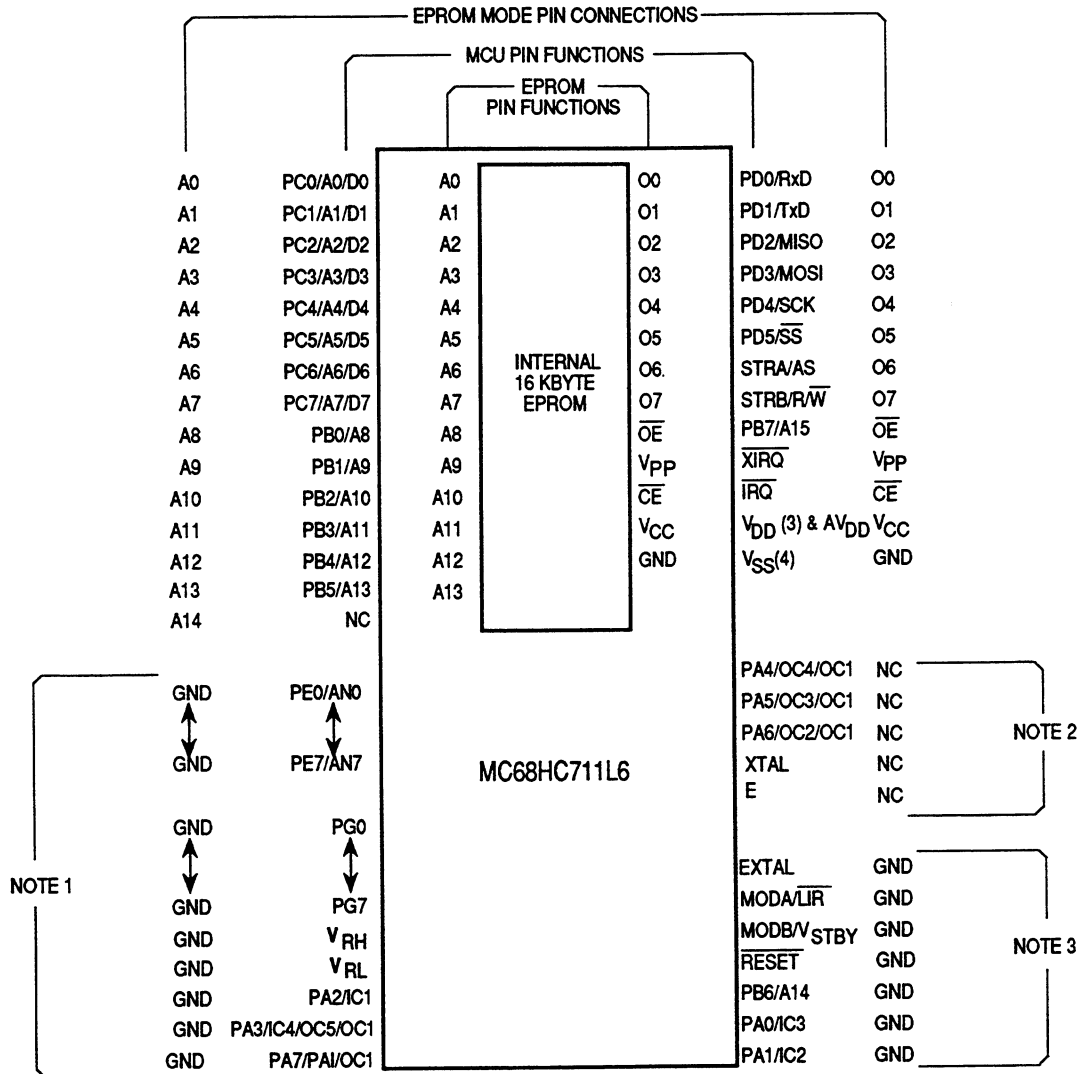 EPROM MODE PIN CONNECTIONS
MCU PIN FUNCTIONS
EPROM
PIN FUNCTIONS
A0 PC0/A0/D0 A0 O0 PD0/RxD O0
A1 PC1/A1/D1 A1 O1 PD1/TxD O1
A2 PC2/A2/D2 A2 O2 PD2/MISO O2
A3 PC3/A3/D3 A3 O3 PD3/MOSI O3
A4 PC4/A4/D4 A4 O4 PD4/SCK O4
A5 PC5/A5/D5 A5 O5 PD5/S̅S̅ O5
A6 PC6/A6/D6 A6 O6. STRA/AS O6
A7 PC7/A7/D7 A7 O7 STRB/R/W̅ O7
A8 PB0/A8 A8 O̅E̅ PB7/A15 O̅E̅
A9 PB1/A9 A9 VPP X̅I̅R̅Q̅ VPP
A10 PB2/A10 A10 C̅E̅ I̅R̅Q̅ C̅E̅
A11 PB3/A11 A11 VCC VDD (3) & AVDD VCC
A12 PB4/A12 A12 GND VSS(4) GND
A13 PB5/A13 A13
A14 NC
INTERNAL
16 KBYTE
EPROM
MC68HC711L6
NOTE 1
GND PE0/AN0
GND PE7/AN7
GND PG0
GND PG7
GND VRH
GND VRL
GND PA2/IC1
GND PA3/IC4/OC5/OC1
GND PA7/PAI/OC1
PA4/OC4/OC1 NC
PA5/OC3/OC1 NC
PA6/OC2/OC1 NC
XTAL NC
E NC
NOTE 2
EXTAL GND
MODA/L̅I̅R̅ GND
MODB/VSTBY GND
R̅E̅S̅E̅T̅ GND
PB6/A14 GND
PA0/IC3 GND
PA1/IC2 GND
NOTE 3